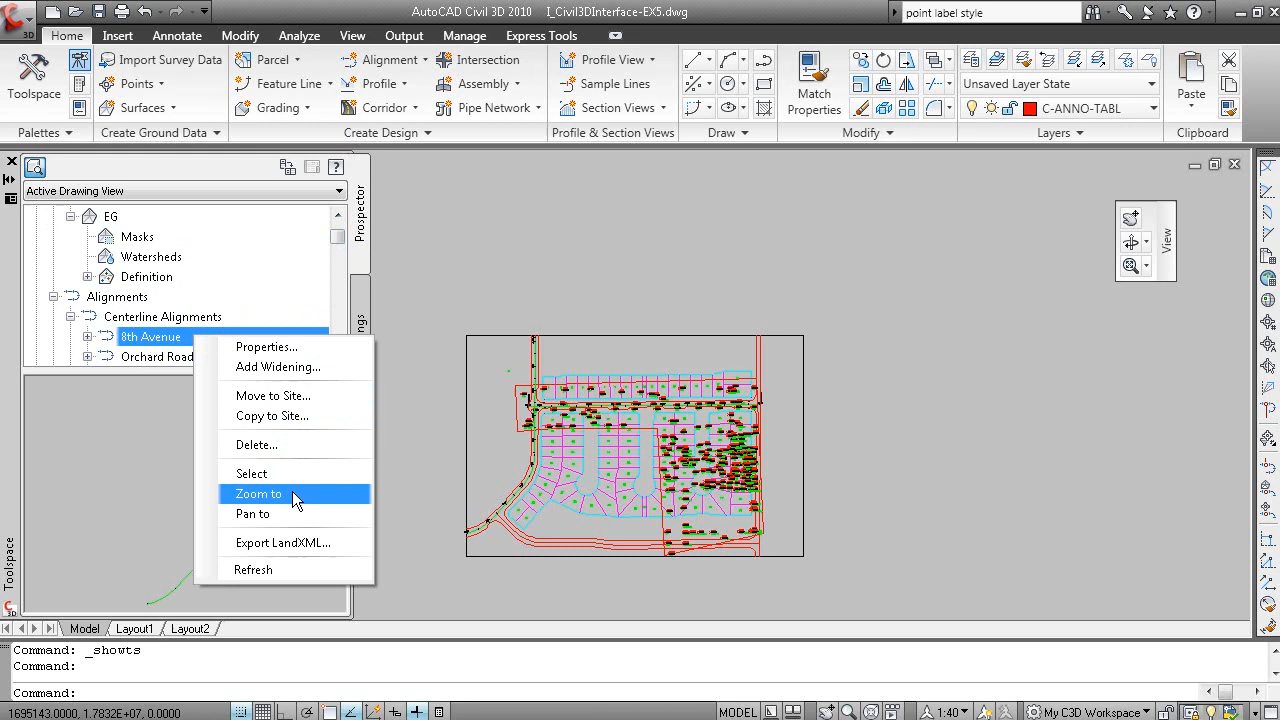 AutoCAD Civil 3D 2010 I_Civil3DInterface-EX5.dwg
point label style
3D
Home Insert Annotate Modify Analyze View Output Manage Express Tools
Import Survey Data Parcel Alignment Intersection Profile View Unsaved Layer State
Toolspace Points Feature Line Profile Assembly Sample Lines Match Properties Paste
Surfaces Grading Corridor Pipe Network Section Views C-ANNO-TABL
Palettes Create Ground Data Create Design Profile & Section Views Draw Modify Layers Clipboard
Active Drawing View
Prospector
EG
Masks
Watersheds
Definition
Alignments
Centerline Alignments
8th Avenue
Orchard Road
ngs
Properties...
Add Widening...
Move to Site...
Copy to Site...
Delete...
Select
Zoom to
Pan to
Export LandXML...
Refresh
View
Toolspace
3D
Model Layout1 Layout2
Command: _showts
Command:
Command:
1695143.0000, 1.7832E+07, 0.0000 MODEL 1:40 My C3D Workspace